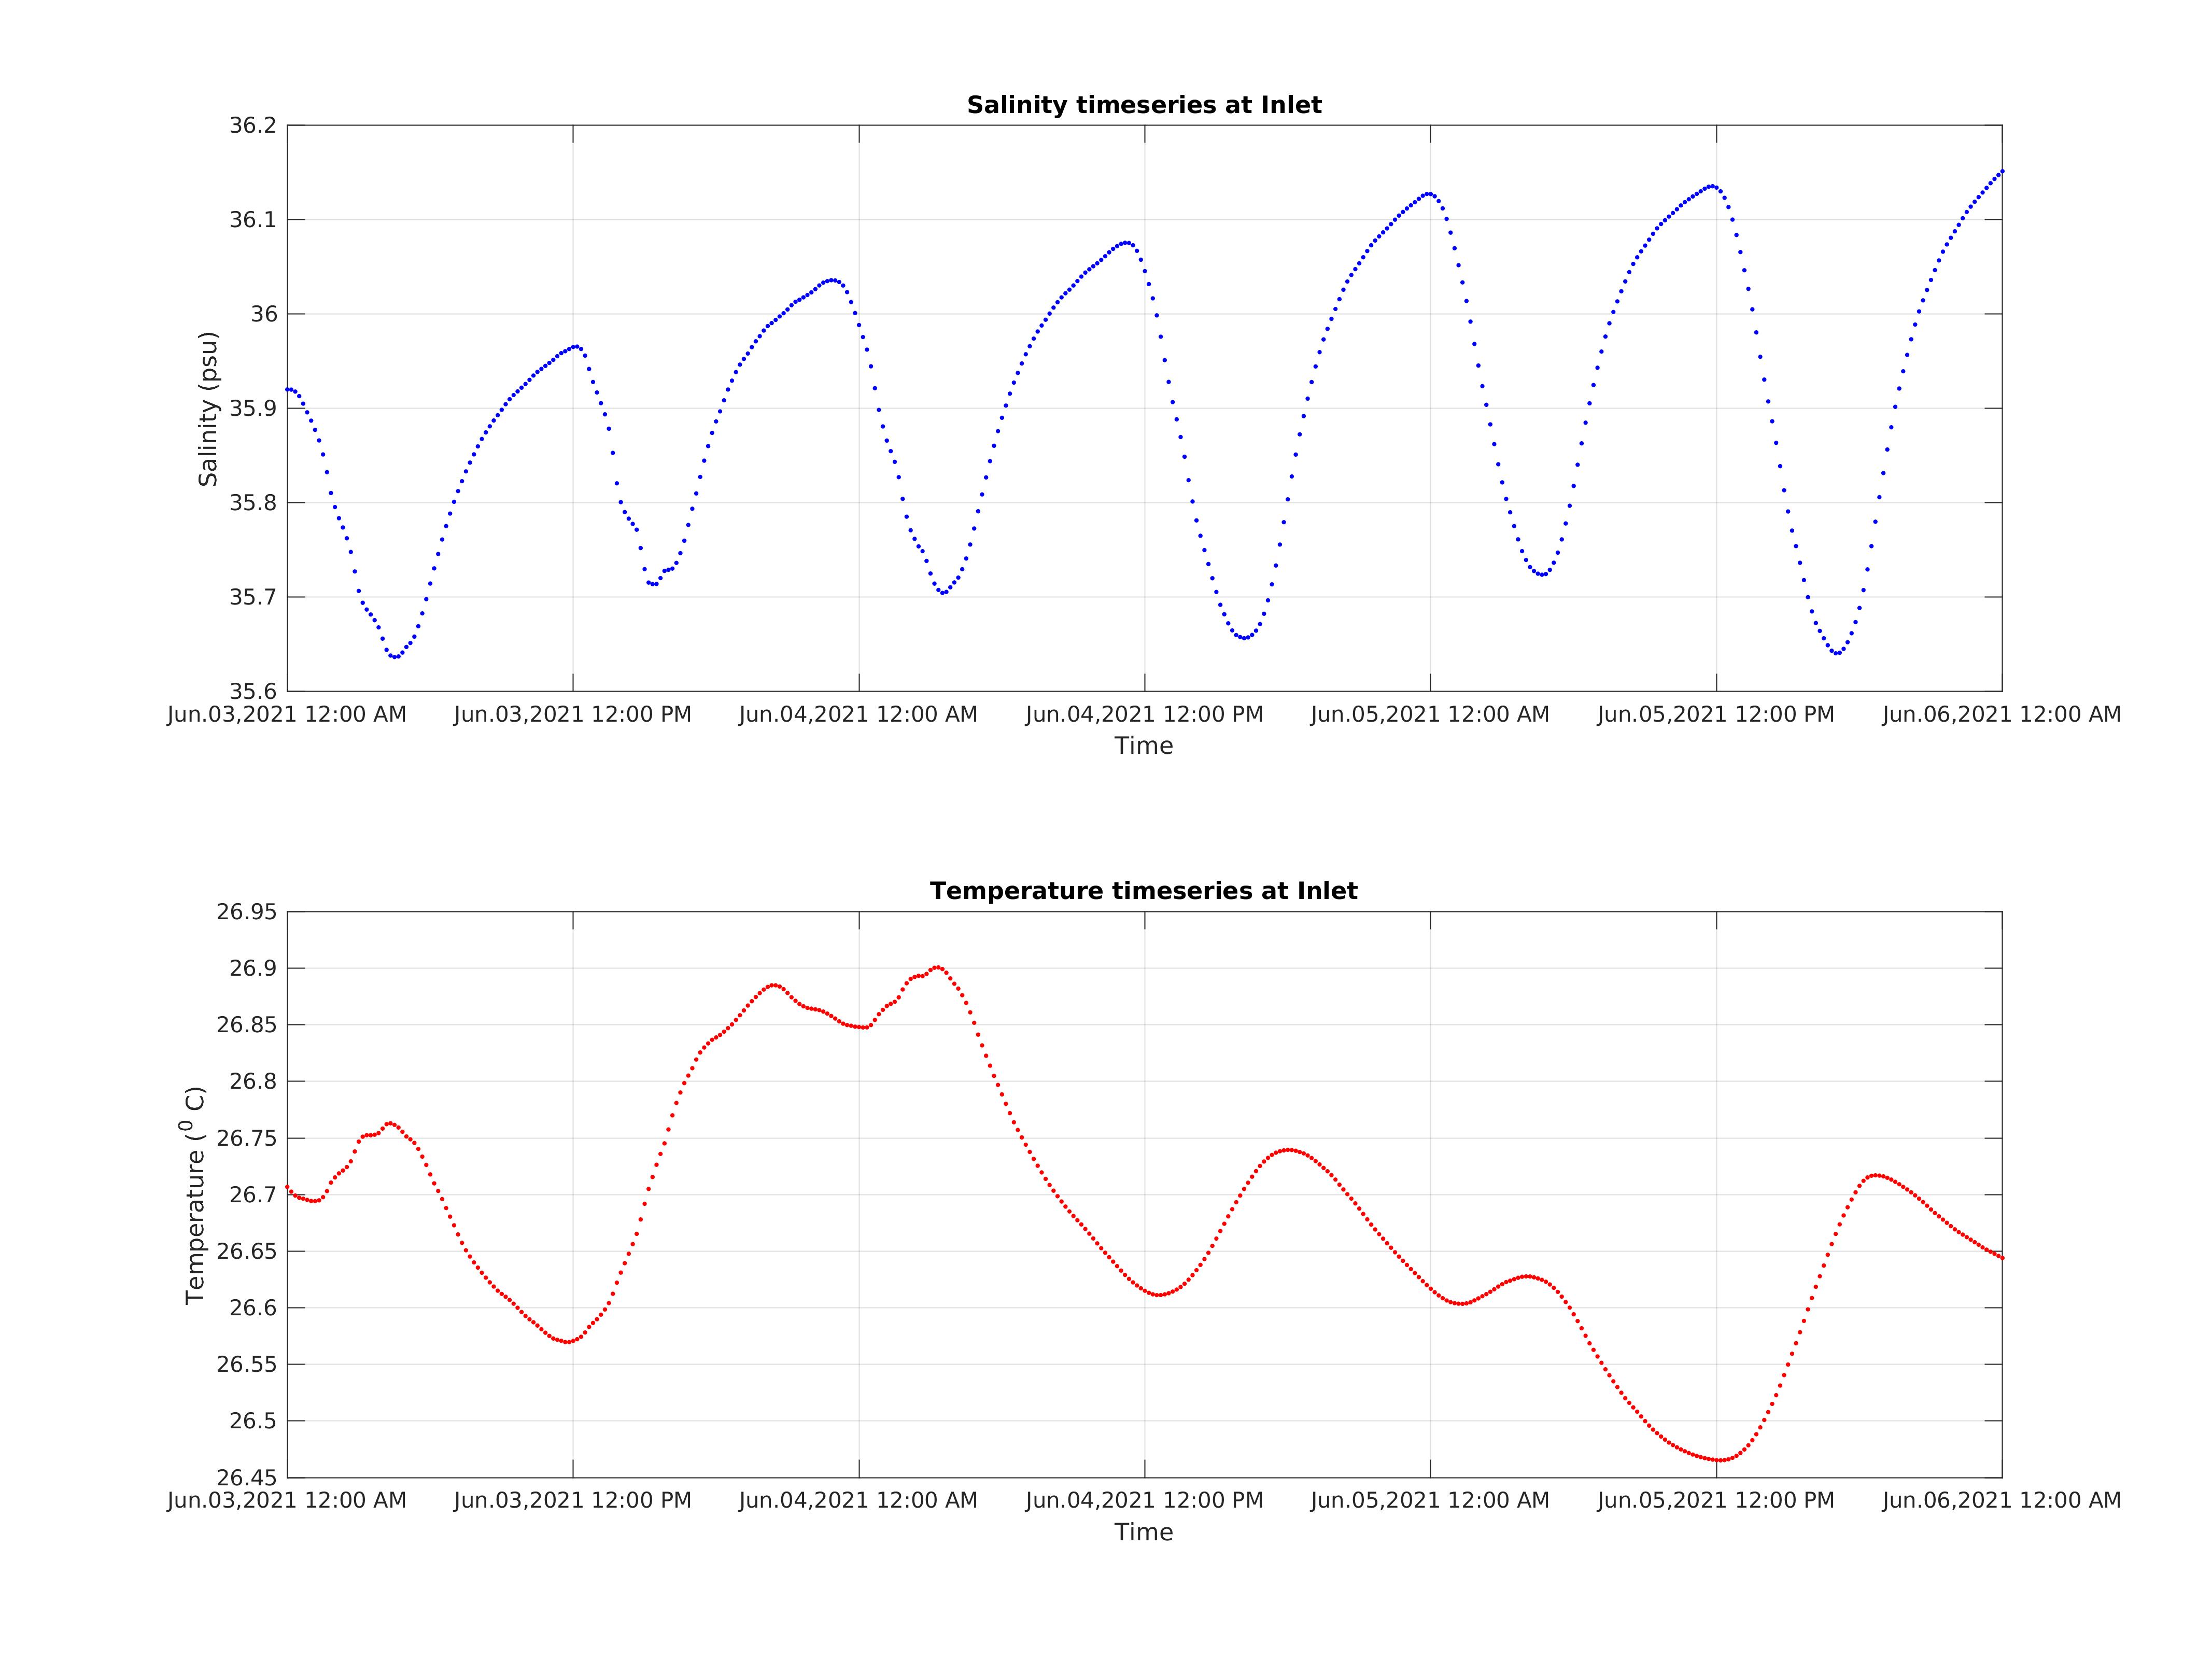 Salinity timeseries at Inlet
36.2
36.1
36
35.9
35.8
35.7
35.6
Salinity (psu)
Jun.03,2021 12:00 AM Jun.03,2021 12:00 PM Jun.04,2021 12:00 AM Jun.04,2021 12:00 PM Jun.05,2021 12:00 AM Jun.05,2021 12:00 PM Jun.06,2021 12:00 AM
Time
Temperature timeseries at Inlet
26.95
26.9
26.85
26.8
26.75
26.7
26.65
26.6
26.55
26.5
26.45
Temperature (⁰ C)
Jun.03,2021 12:00 AM Jun.03,2021 12:00 PM Jun.04,2021 12:00 AM Jun.04,2021 12:00 PM Jun.05,2021 12:00 AM Jun.05,2021 12:00 PM Jun.06,2021 12:00 AM
Time